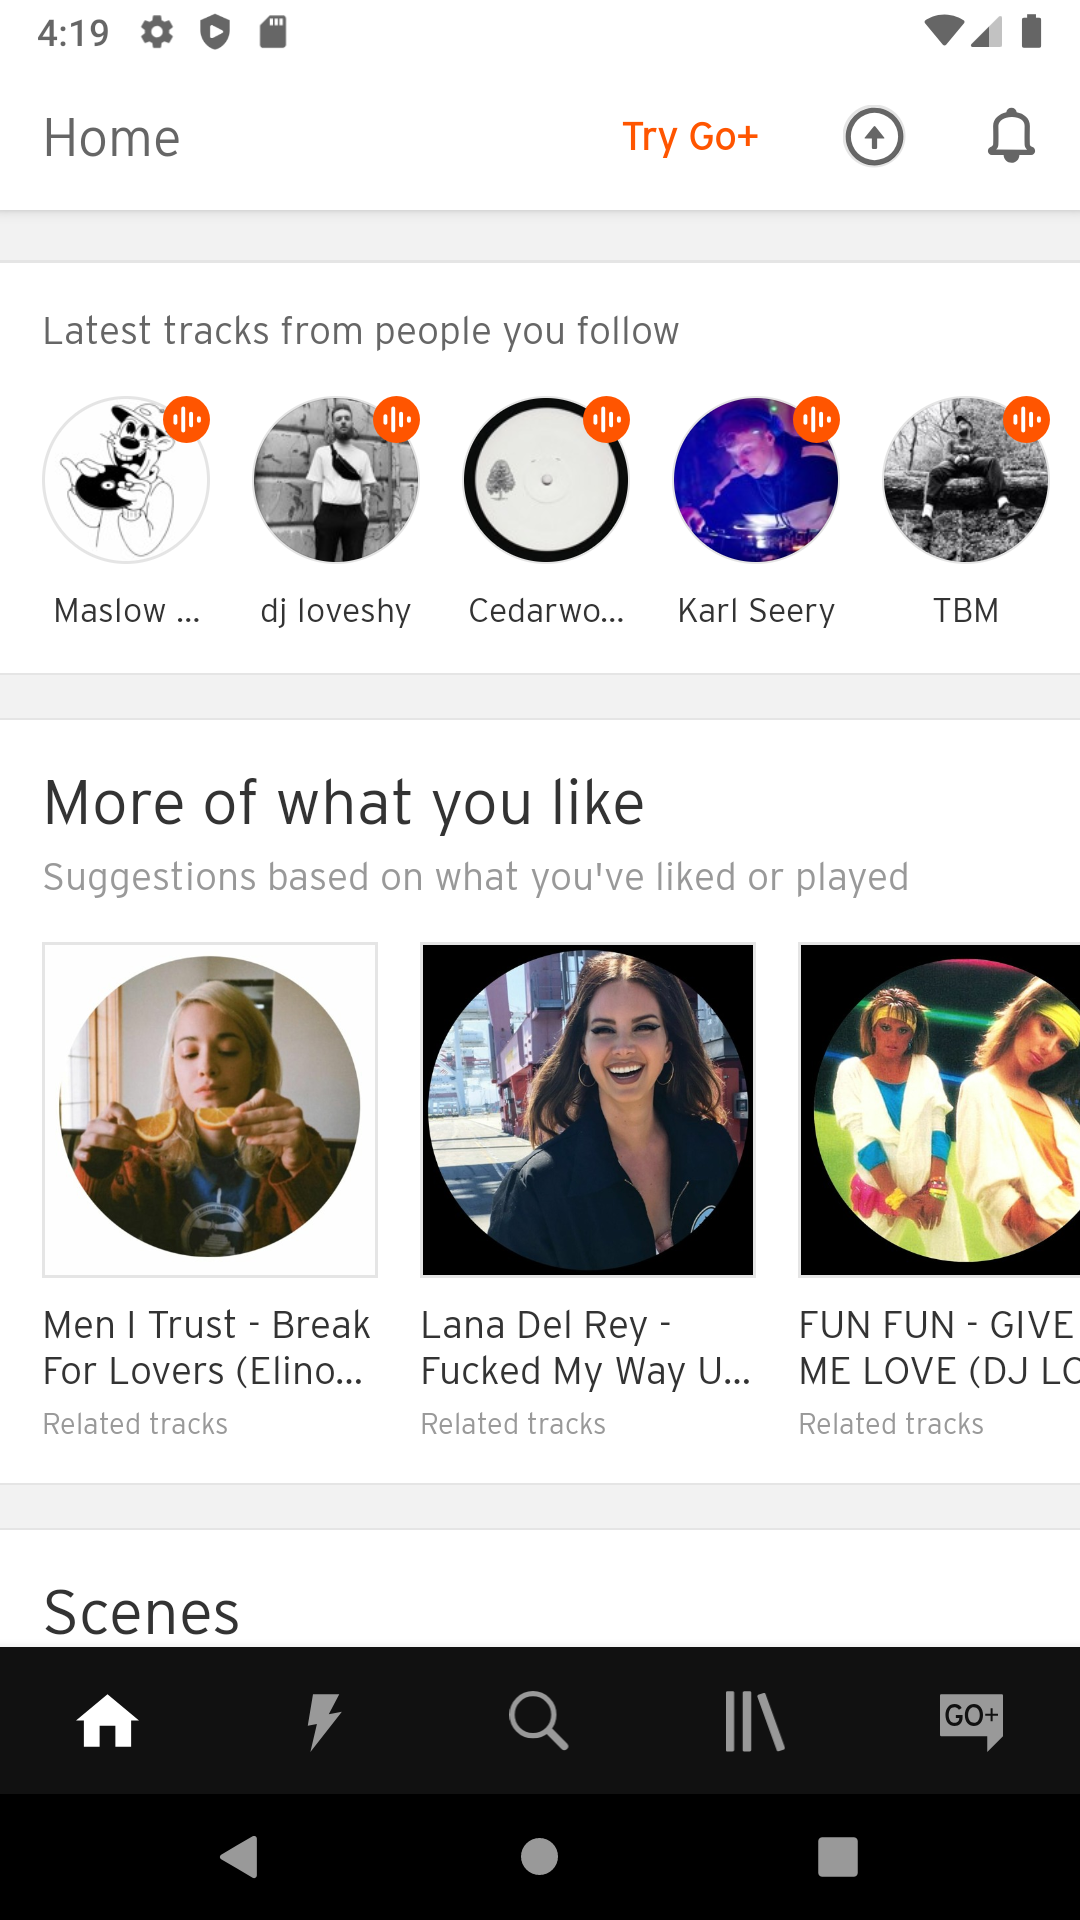 4:19
Home
Try Go+
Latest tracks from people you follow
Maslow ...
dj loveshy
Cedarwo...
Karl Seery
TBM
More of what you like
Suggestions based on what you've liked or played
Men I Trust - Break
For Lovers (Elino...
Related tracks
Lana Del Rey -
Fucked My Way U...
Related tracks
FUN FUN - GIVE
ME LOVE (DJ LO
Related tracks
Scenes
GO+